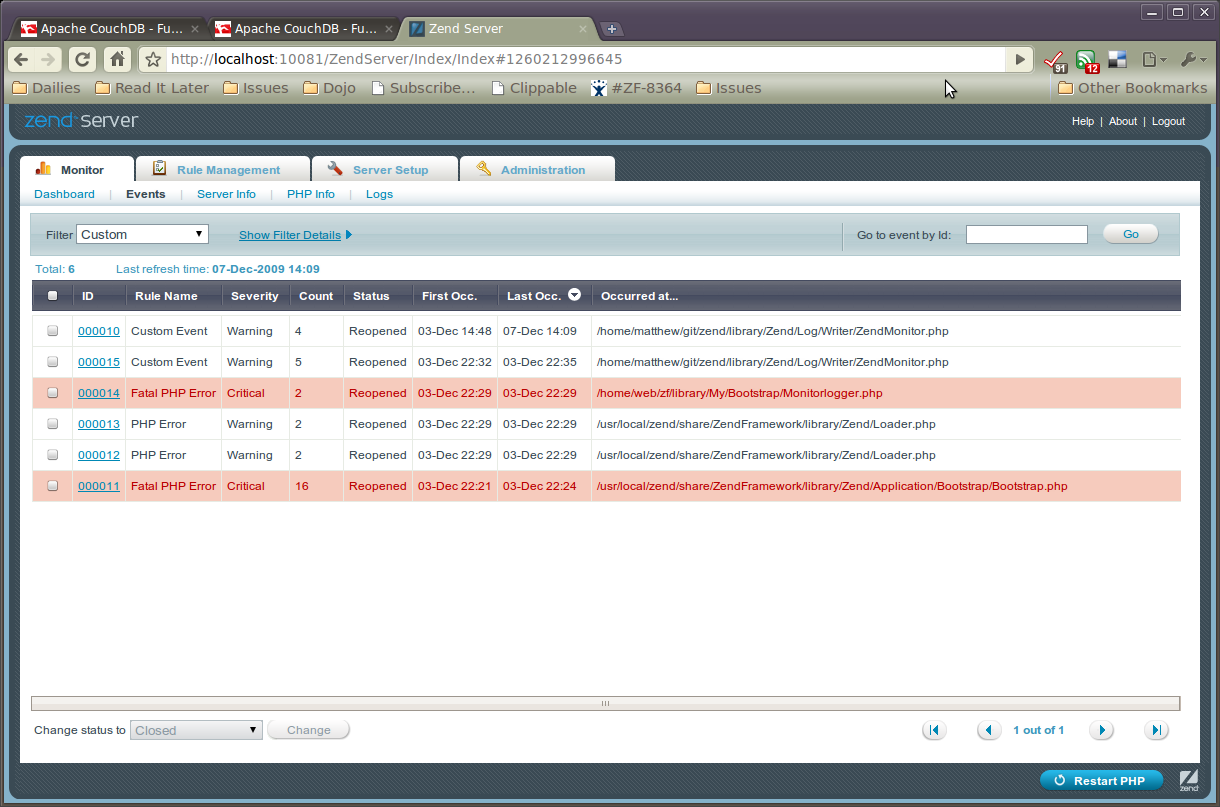 Apache CouchDB - Fu... Apache CouchDB - Fu... Zend Server
http://localhost:10081/ZendServer/Index/Index#1260212996645 91 12
Dailies Read It Later Issues Dojo Subscribe... Clippable #ZF-8364 Issues Other Bookmarks
zend server Help | About | Logout
Monitor Rule Management Server Setup Administration
Dashboard | Events | Server Info | PHP Info | Logs
Filter Custom Show Filter Details Go to event by Id: Go
Total: 6 Last refresh time: 07-Dec-2009 14:09
ID Rule Name Severity Count Status First Occ. Last Occ. Occurred at...
000010 Custom Event Warning 4 Reopened 03-Dec 14:48 07-Dec 14:09 /home/matthew/git/zend/library/Zend/Log/Writer/ZendMonitor.php
000015 Custom Event Warning 5 Reopened 03-Dec 22:32 03-Dec 22:35 /home/matthew/git/zend/library/Zend/Log/Writer/ZendMonitor.php
000014 Fatal PHP Error Critical 2 Reopened 03-Dec 22:29 03-Dec 22:29 /home/web/zf/library/My/Bootstrap/Monitorlogger.php
000013 PHP Error Warning 2 Reopened 03-Dec 22:29 03-Dec 22:29 /usr/local/zend/share/ZendFramework/library/Zend/Loader.php
000012 PHP Error Warning 2 Reopened 03-Dec 22:29 03-Dec 22:29 /usr/local/zend/share/ZendFramework/library/Zend/Loader.php
000011 Fatal PHP Error Critical 16 Reopened 03-Dec 22:21 03-Dec 22:24 /usr/local/zend/share/ZendFramework/library/Zend/Application/Bootstrap/Bootstrap.php
Change status to Closed Change 1 out of 1
Restart PHP zend